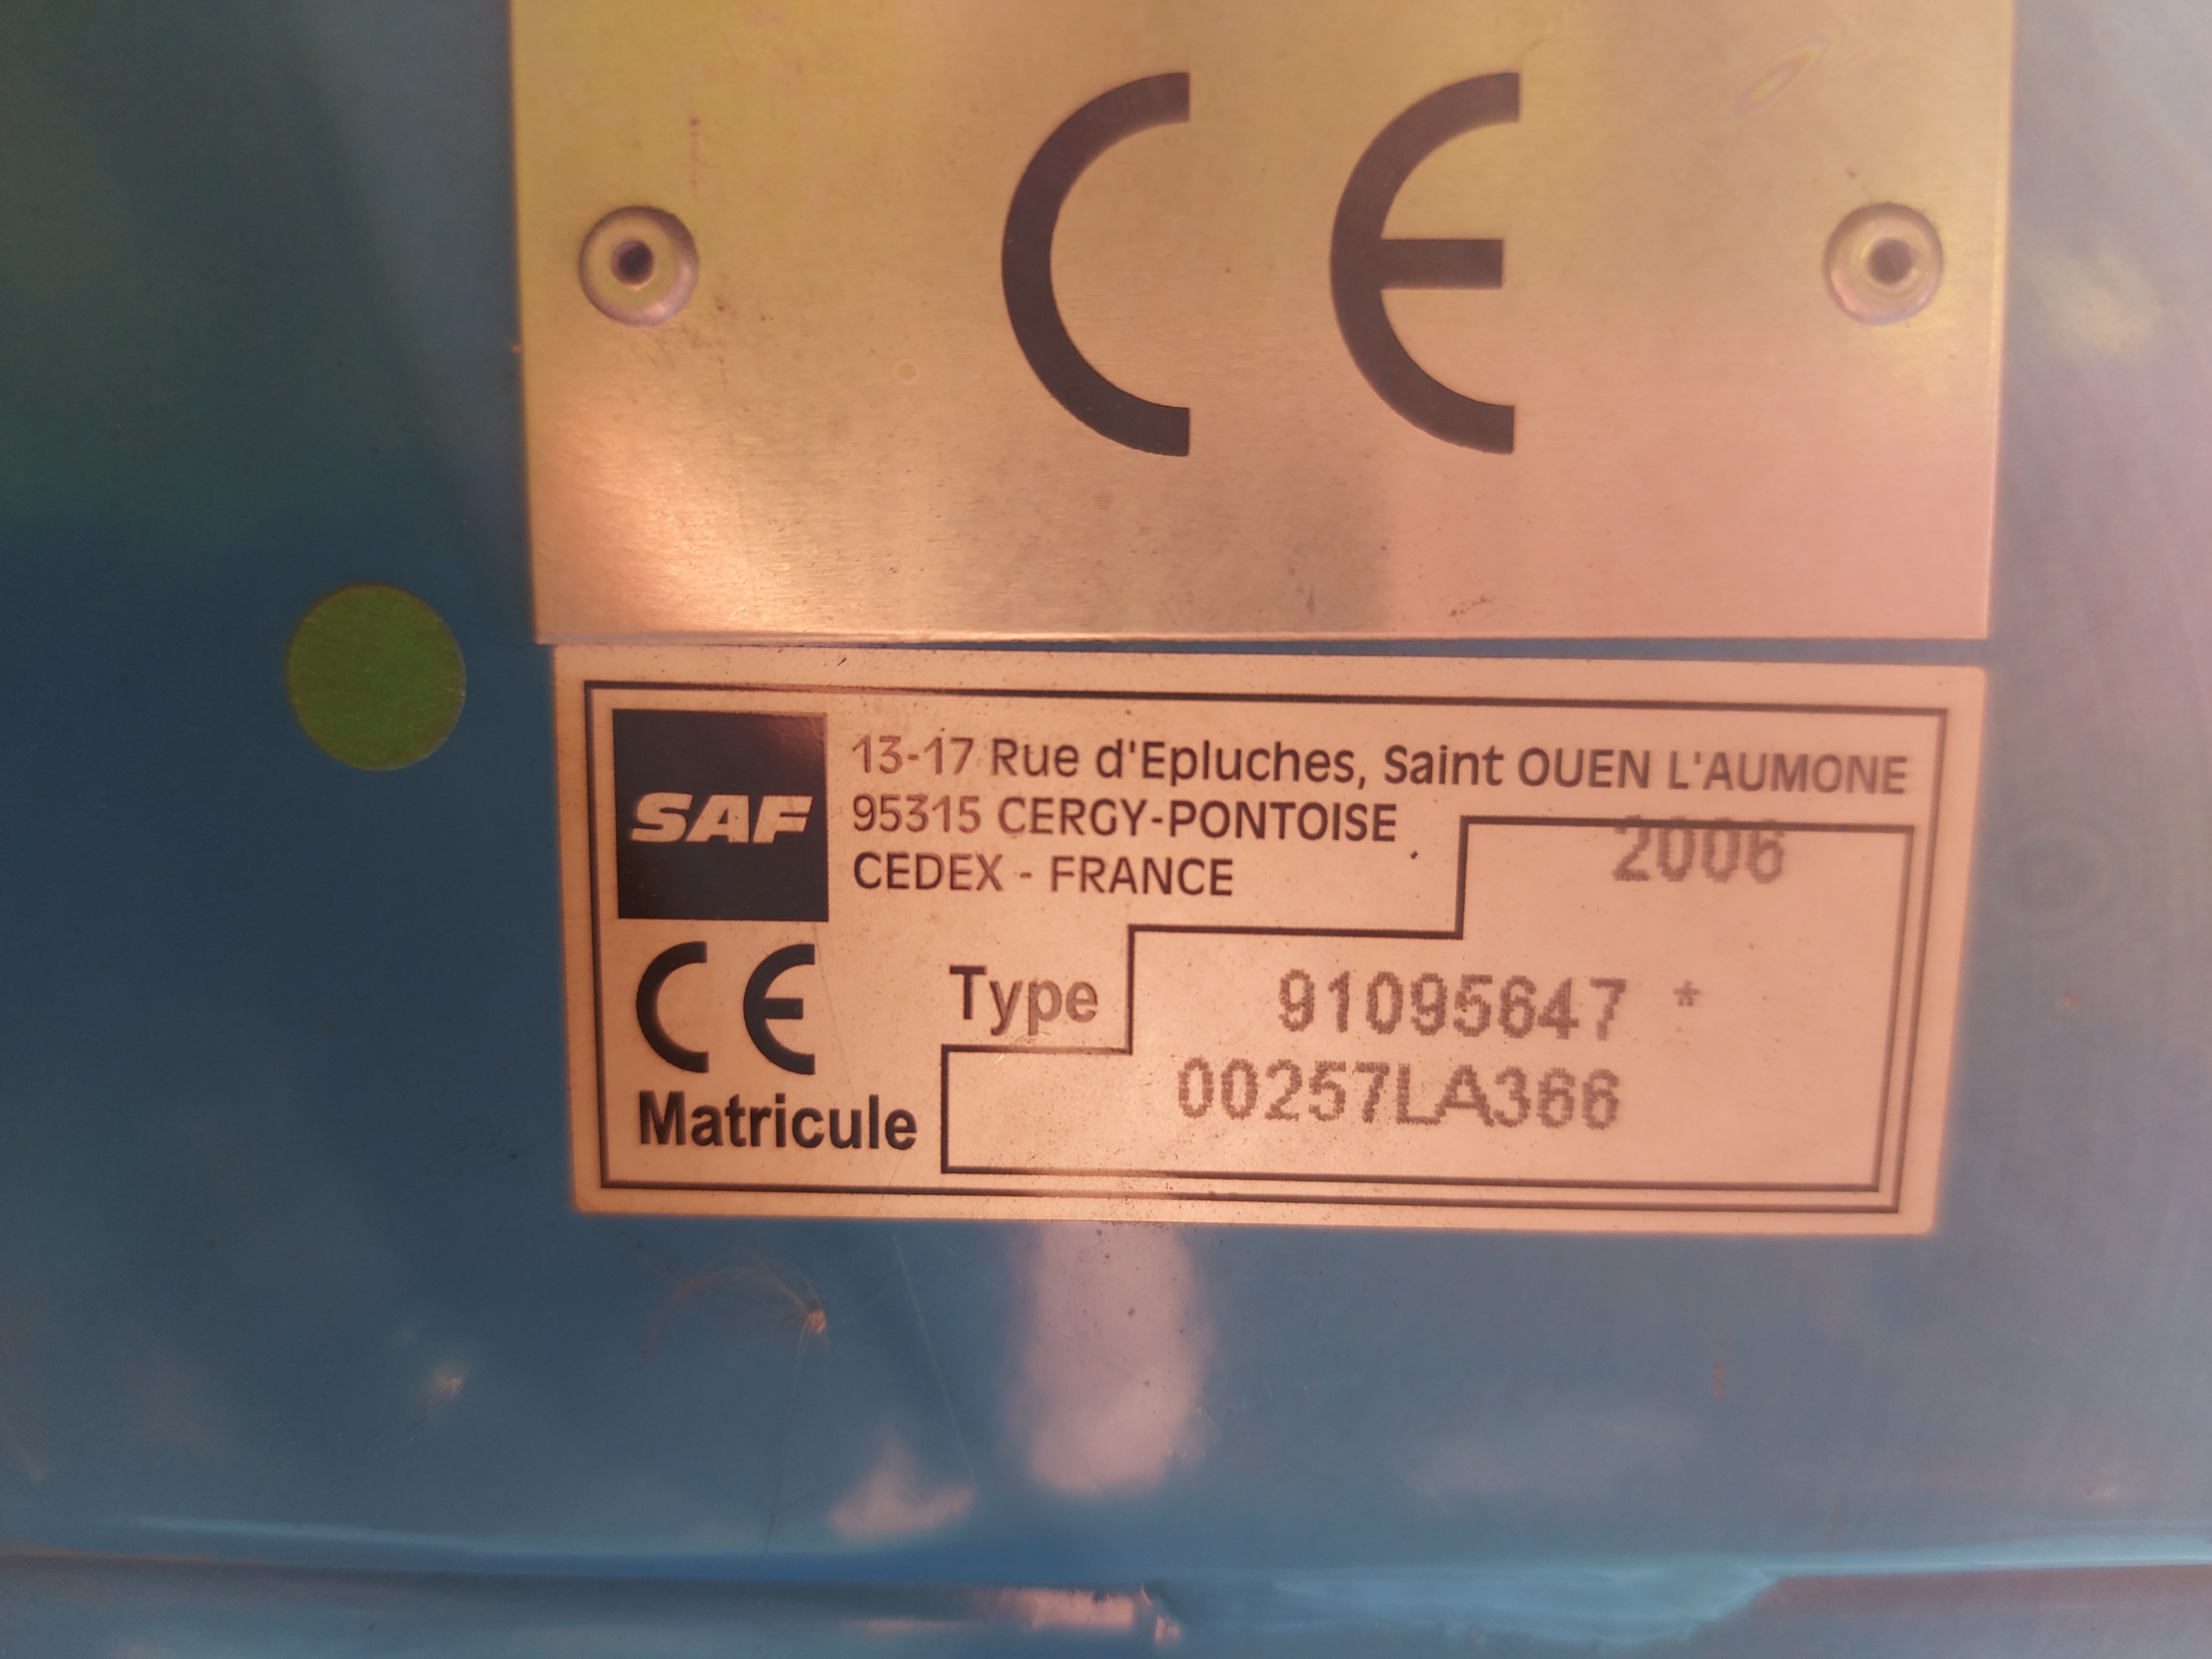 CE
SAF
13-17 Rue d'Epluches, Saint OUEN L'AUMONE
95315 CERGY-PONTOISE
CEDEX - FRANCE
2006
CE
Type 91095647 *
Matricule 00257LA366